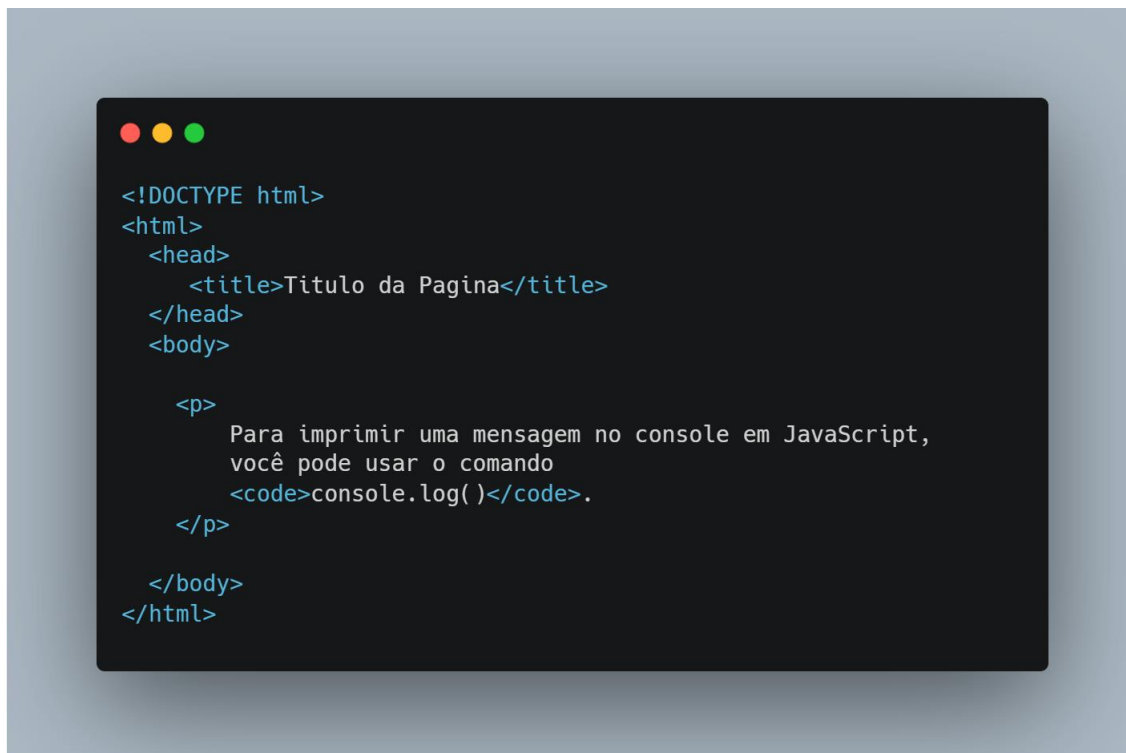 <!DOCTYPE html>
<html>
  <head>
     <title>Titulo da Pagina</title>
  </head>
  <body>

    <p>
        Para imprimir uma mensagem no console em JavaScript,
        você pode usar o comando
        <code>console.log()</code>.
    </p>

  </body>
</html>